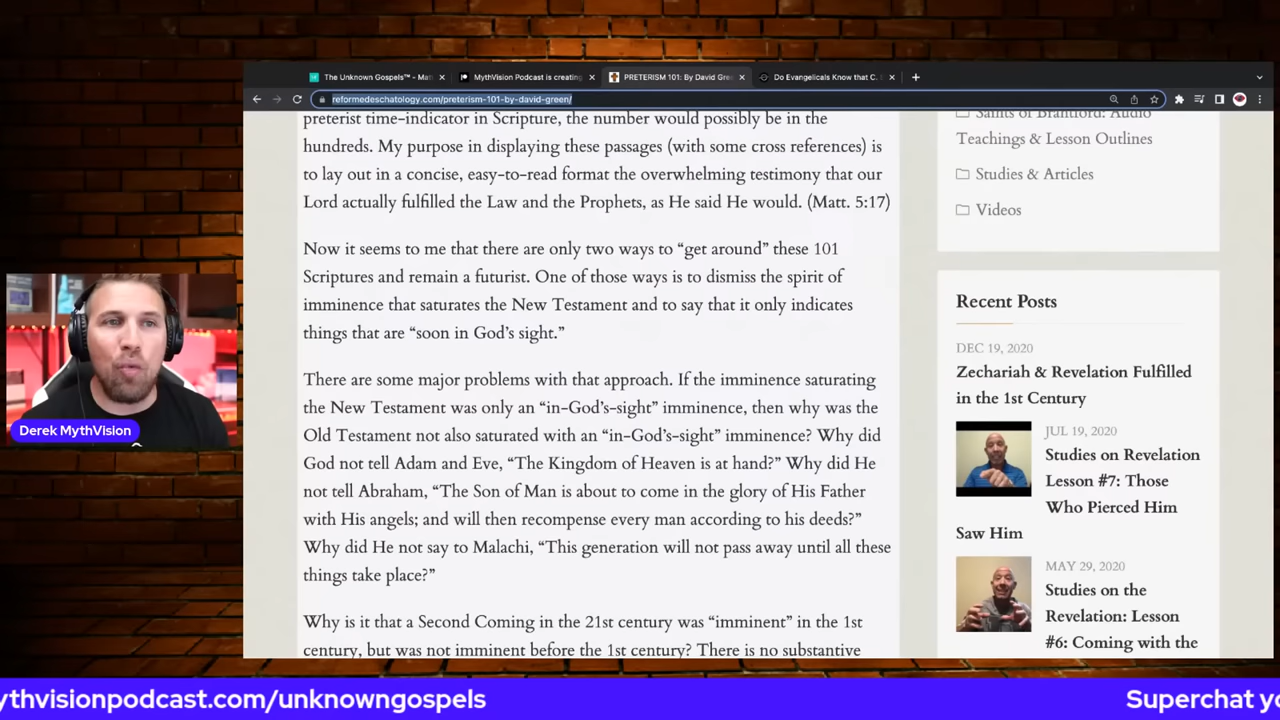 The Unknown Gospels™ - Mat
MythVision Podcast is creating
PRETERISM 101: By David Gre
Do Evangelicals Know that C.
reformedeschatology.com/preterism-101-by-david-green/
preterist time-indicator in Scripture, the number would possibly be in the
hundreds. My purpose in displaying these passages (with some cross references) is
to lay out in a concise, easy-to-read format the overwhelming testimony that our
Lord actually fulfilled the Law and the Prophets, as He said He would. (Matt. 5:17)
Now it seems to me that there are only two ways to “get around” these 101
Scriptures and remain a futurist. One of those ways is to dismiss the spirit of
imminence that saturates the New Testament and to say that it only indicates
things that are “soon in God’s sight.”
There are some major problems with that approach. If the imminence saturating
the New Testament was only an “in-God’s-sight” imminence, then why was the
Old Testament not also saturated with an “in-God’s-sight” imminence? Why did
God not tell Adam and Eve, “The Kingdom of Heaven is at hand?” Why did He
not tell Abraham, “The Son of Man is about to come in the glory of His Father
with His angels; and will then recompense every man according to his deeds?”
Why did He not say to Malachi, “This generation will not pass away until all these
things take place?”
Why is it that a Second Coming in the 21st century was “imminent” in the 1st
century, but was not imminent before the 1st century? There is no substantive
Saints of Brantford: Audio
Teachings & Lesson Outlines
Studies & Articles
Videos
Recent Posts
DEC 19, 2020
Zechariah & Revelation Fulfilled
in the 1st Century
JUL 19, 2020
Studies on Revelation
Lesson #7: Those
Who Pierced Him
Saw Him
MAY 29, 2020
Studies on the
Revelation: Lesson
#6: Coming with the
Derek MythVision
ythvisionpodcast.com/unknowngospels
Superchat yo